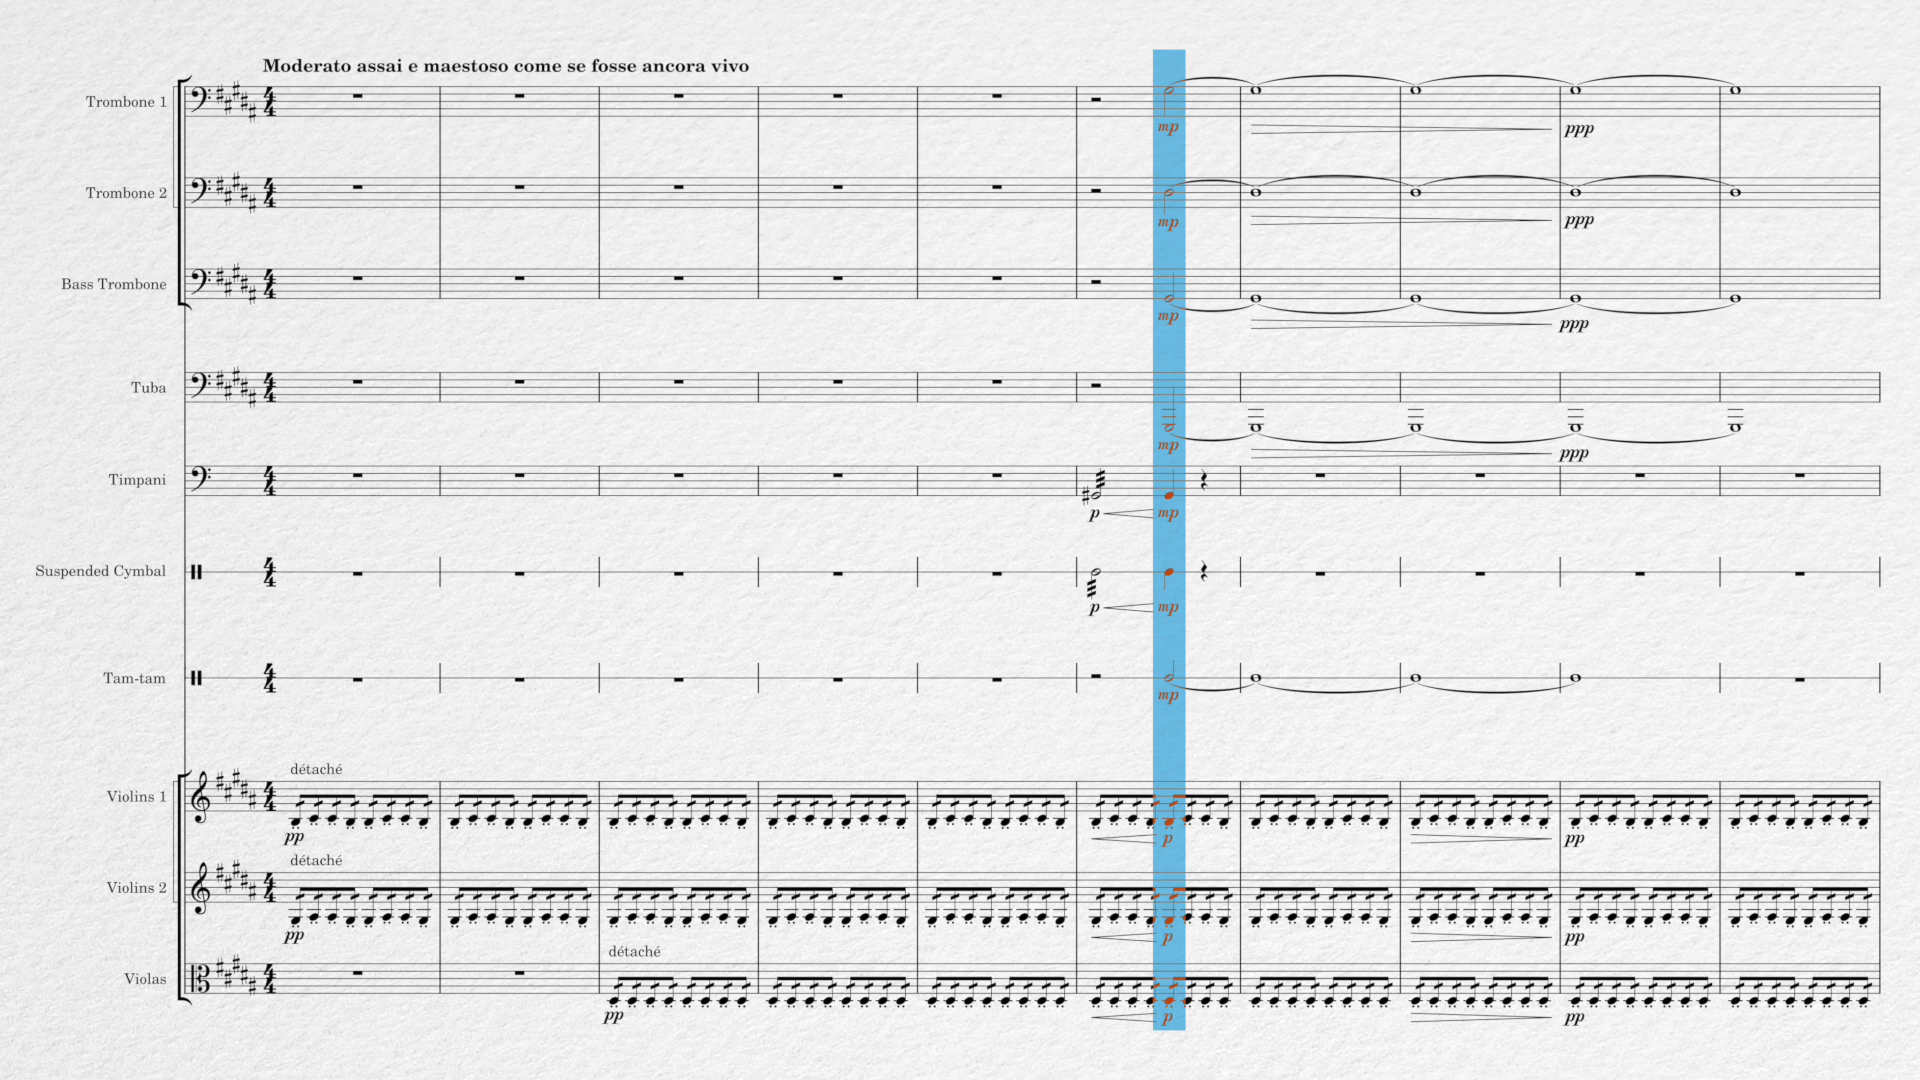 Moderato assai e maestoso come se fosse ancora vivo
Trombone 1
mp
ppp
Trombone 2
mp
ppp
Bass Trombone
mp
ppp
Tuba
mp
ppp
Timpani
p mp
Suspended Cymbal
p mp
Tam-tam
mp
détaché
Violins 1
pp p pp
détaché
Violins 2
pp p pp
détaché
Violas
pp p pp